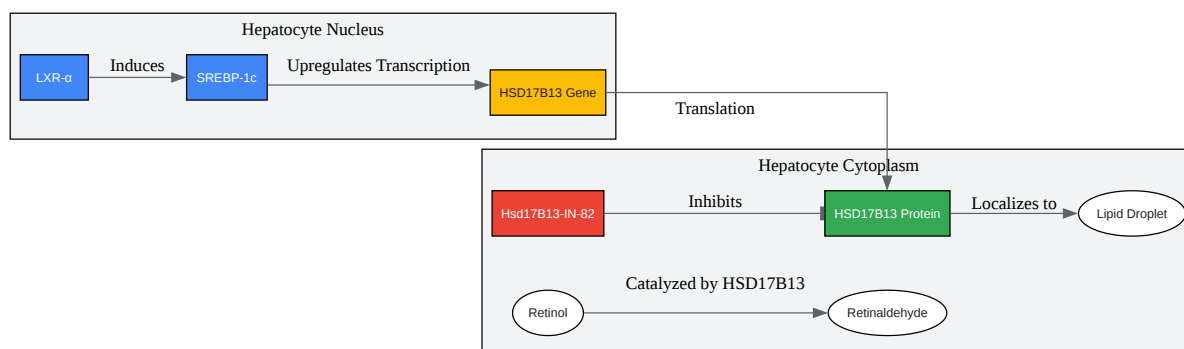 Hepatocyte Nucleus
LXR-α
Induces
SREBP-1c
Upregulates Transcription
HSD17B13 Gene
Translation
Hepatocyte Cytoplasm
Hsd17B13-IN-82
Inhibits
HSD17B13 Protein
Localizes to
Lipid Droplet
Retinol
Catalyzed by HSD17B13
Retinaldehyde